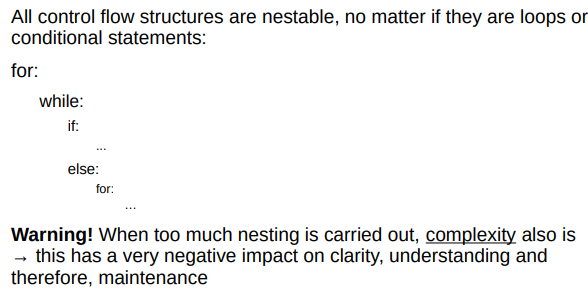 All control flow structures are nestable, no matter if they are loops or
conditional statements:
for:
while:
if:
...
else:
for:
...
Warning! When too much nesting is carried out, complexity also is
→ this has a very negative impact on clarity, understanding and
therefore, maintenance